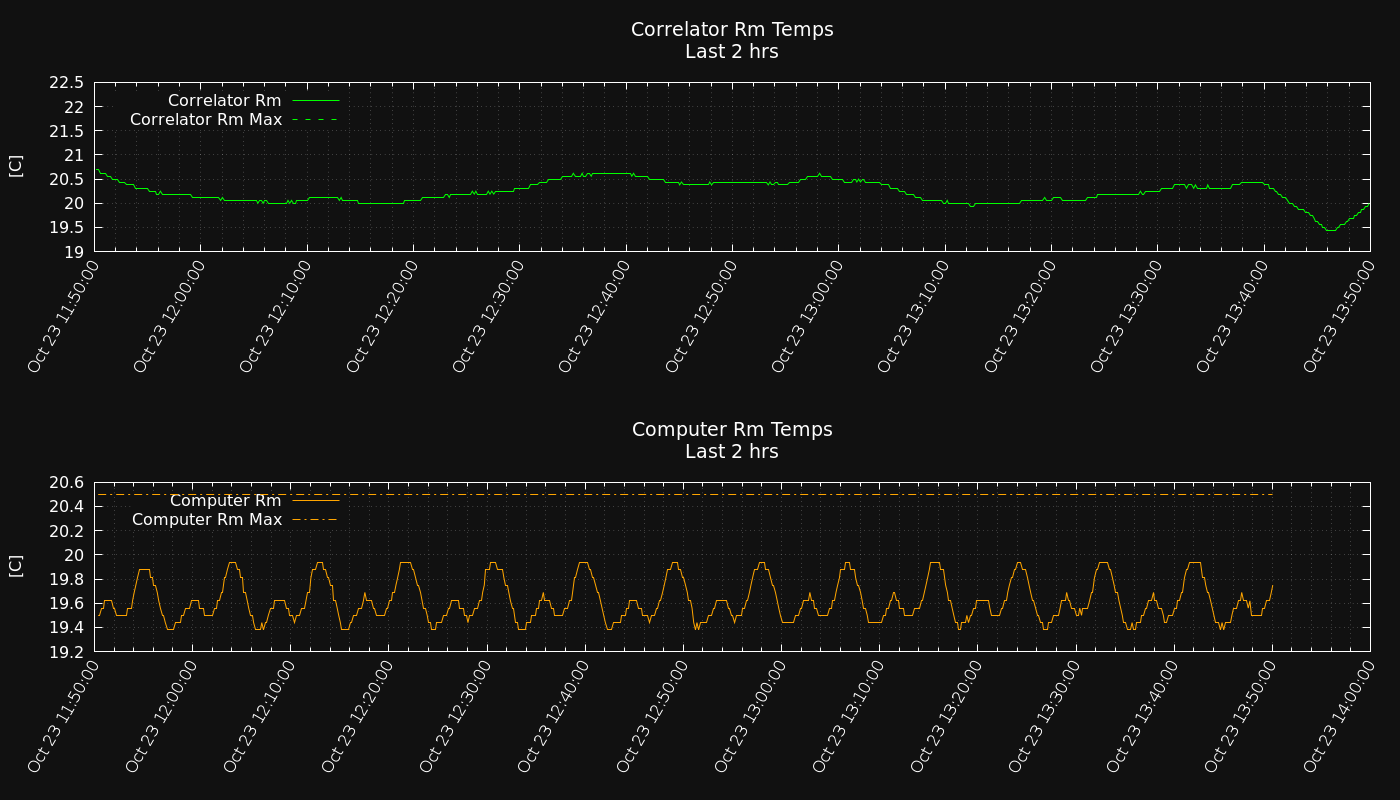 Correlator Rm Temps
Last 2 hrs
[C]
22.5
22
21.5
21
20.5
20
19.5
19
Correlator Rm
Correlator Rm Max
Oct 23 11:50:00
Oct 23 12:00:00
Oct 23 12:10:00
Oct 23 12:20:00
Oct 23 12:30:00
Oct 23 12:40:00
Oct 23 12:50:00
Oct 23 13:00:00
Oct 23 13:10:00
Oct 23 13:20:00
Oct 23 13:30:00
Oct 23 13:40:00
Oct 23 13:50:00
Computer Rm Temps
Last 2 hrs
[C]
20.6
20.4
20.2
20
19.8
19.6
19.4
19.2
Computer Rm
Computer Rm Max
Oct 23 11:50:00
Oct 23 12:00:00
Oct 23 12:10:00
Oct 23 12:20:00
Oct 23 12:30:00
Oct 23 12:40:00
Oct 23 12:50:00
Oct 23 13:00:00
Oct 23 13:10:00
Oct 23 13:20:00
Oct 23 13:30:00
Oct 23 13:40:00
Oct 23 13:50:00
Oct 23 14:00:00